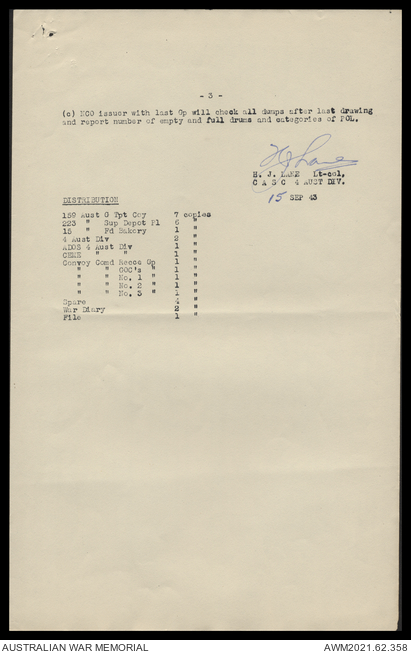 - 3 -
(c) NCO issuer with last Gp will check all dumps after last drawing
and report number of empty and full drums and categories of POL.
H J Lane
H. J. LANE Lt-col,
C A S C 4 AUST DIV.
15 SEP 43
DISTRIBUTION
159 Aust G Tpt Coy 7 copies
223 " Sup Depot Pl 6 "
15 " Fd Bakery 1 "
4 Aust Div 2 "
ADOS 4 Aust Div 1 "
CEME " " 1 "
Convoy Comd Recce Gp 1 "
" " GOC's " 1 "
" " No. 1 " 1 "
" " No. 2 " 1 "
" " No. 3 " 1 "
Spare 4 "
War Diary 2 "
File 1 "
AUSTRALIAN WAR MEMORIAL
AWM2021.62.358